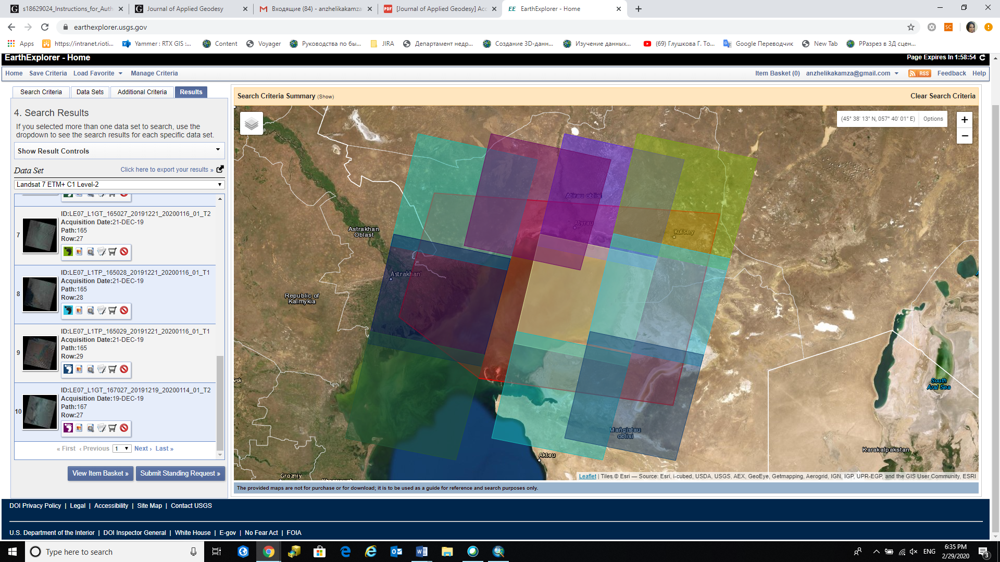 s18629024_Instructions_for_Auth
Journal of Applied Geodesy
Входящие (84) - anzhelikakamza
[Journal of Applied Geodesy] Acc
EarthExplorer - Home
earthexplorer.usgs.gov
Apps
https://intranet.rioti...
Yammer : RTX GIS :...
Content
Voyager
Руководства по бы...
JIRA
Департамент недр...
Создание 3D-данн...
Изучение данных...
(69) Глушкова Г. То...
Google Переводчик
New Tab
РРазрез в 3Д сцен...
EarthExplorer - Home
Page Expires In 1:58:54
Home
Save Criteria
Load Favorite
Manage Criteria
Item Basket (0)
anzhelikakamza@gmail.com
RSS
Feedback
Help
Search Criteria
Data Sets
Additional Criteria
Results
4. Search Results
If you selected more than one data set to search, use the
dropdown to see the search results for each specific data set.
Show Result Controls
Data Set
Click here to export your results »
Landsat 7 ETM+ C1 Level-2
7
ID:LE07_L1GT_165027_20191221_20200116_01_T2
Acquisition Date:21-DEC-19
Path:165
Row:27
8
ID:LE07_L1TP_165028_20191221_20200116_01_T1
Acquisition Date:21-DEC-19
Path:165
Row:28
9
ID:LE07_L1TP_165029_20191221_20200116_01_T1
Acquisition Date:21-DEC-19
Path:165
Row:29
10
ID:LE07_L1GT_167027_20191219_20200114_01_T2
Acquisition Date:19-DEC-19
Path:167
Row:27
« First ‹ Previous 1 Next › Last »
View Item Basket »
Submit Standing Request »
Search Criteria Summary (Show)
Clear Search Criteria
(45° 38' 13" N, 057° 40' 01" E)
Options
+
−
Atirau oblisi
Atyrau
Kul'sary
Astrakhan
Oblast
Astrakhan'
Republic of
Kalmykia
vsk
South
Aral Sea
Mañgistau
oblisi
Karakalpakstan
Aktau
Grozniy
Leaflet | Tiles © Esri — Source: Esri, i-cubed, USDA, USGS, AEX, GeoEye, Getmapping, Aerogrid, IGN, IGP, UPR-EGP, and the GIS User Community, ESRI
The provided maps are not for purchase or for download; it is to be used as a guide for reference and search purposes only.
DOI Privacy Policy | Legal | Accessibility | Site Map | Contact USGS
U.S. Department of the Interior | DOI Inspector General | White House | E-gov | No Fear Act | FOIA
Type here to search
ENG
6:35 PM
2/29/2020
3